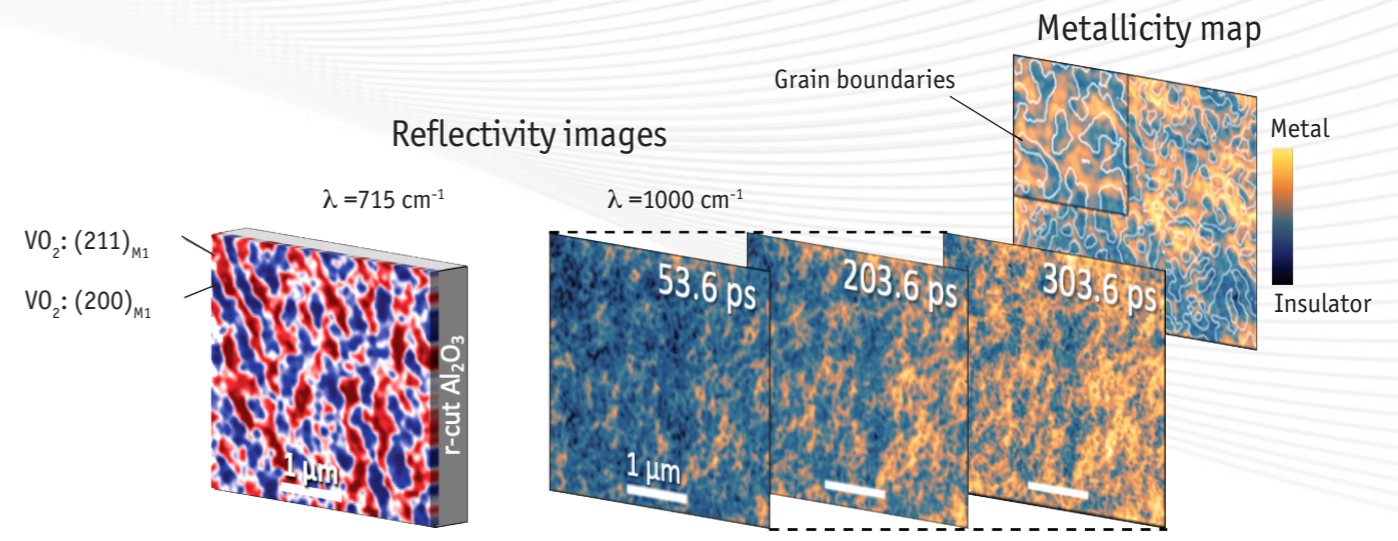 Metallicity map
Grain boundaries
Metal
Insulator
Reflectivity images
λ =715 cm⁻¹
λ =1000 cm⁻¹
VO₂: (211)M1
VO₂: (200)M1
r-cut Al₂O₃
1 μm
53.6 ps
203.6 ps
303.6 ps
1 μm